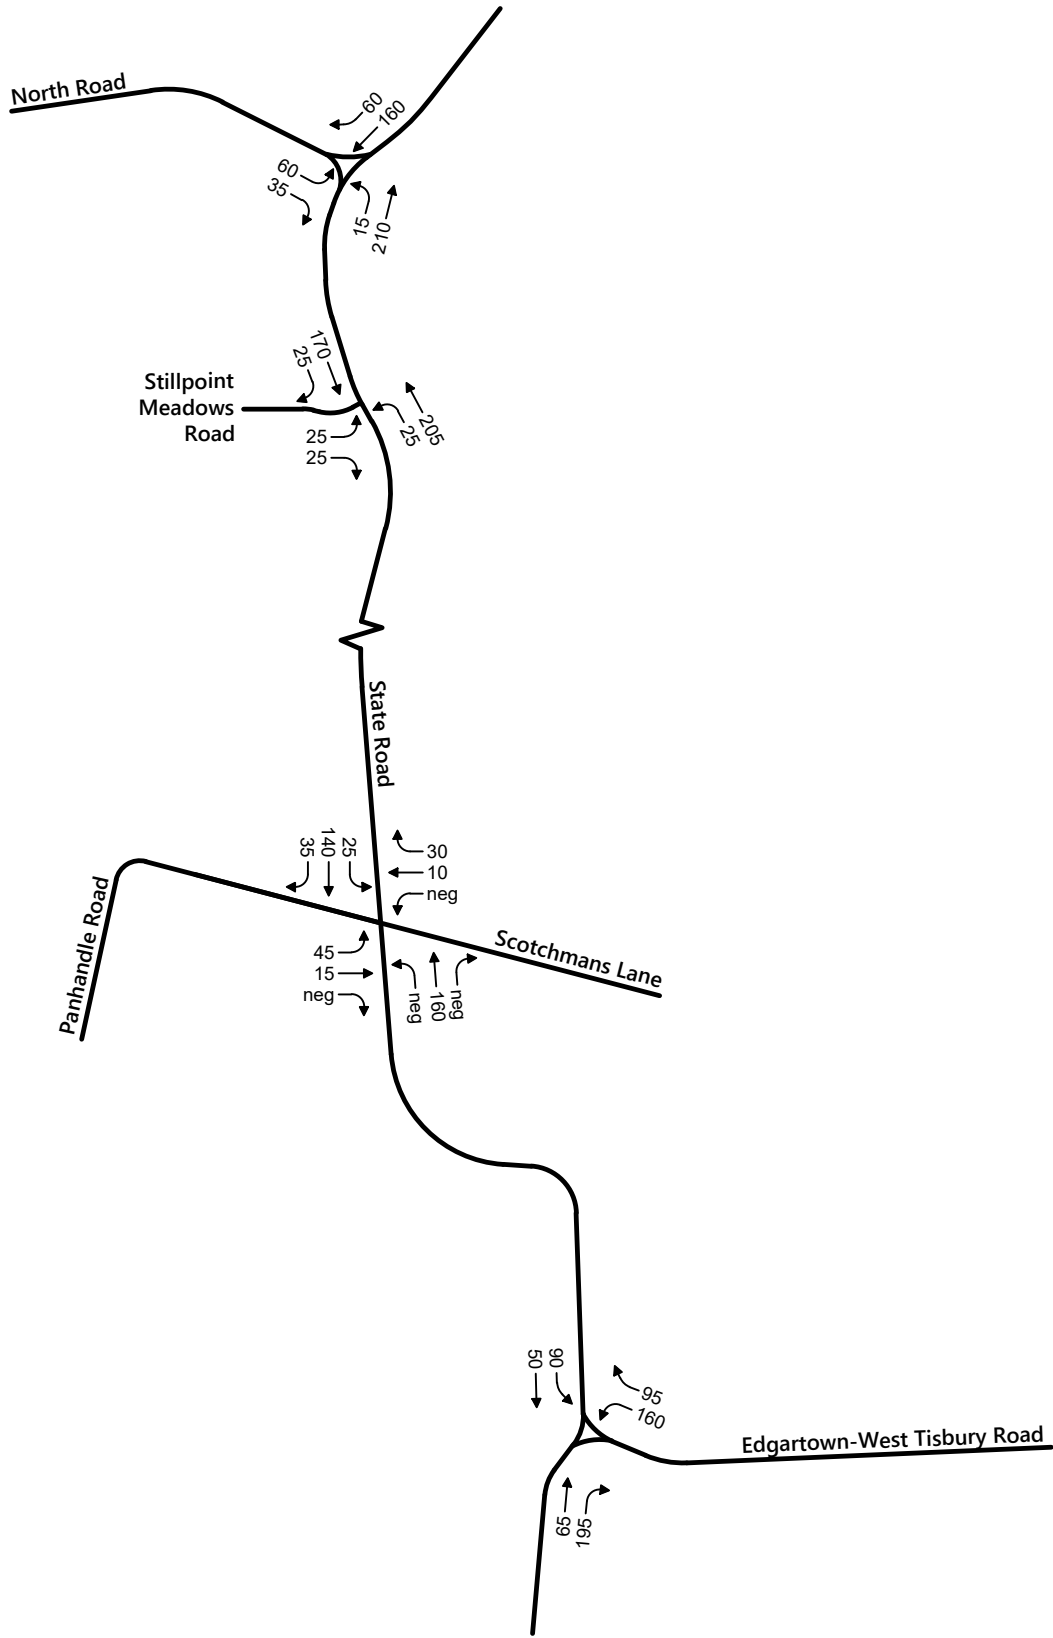 North Road
60
160
60
35
15
210
170
25
Stillpoint
Meadows
Road
205
25
25
25
State Road
35
140
25
30
10
neg
Panhandle Road
Scotchmans Lane
45
15
neg
neg
160
neg
50
90
95
160
Edgartown-West Tisbury Road
65
195